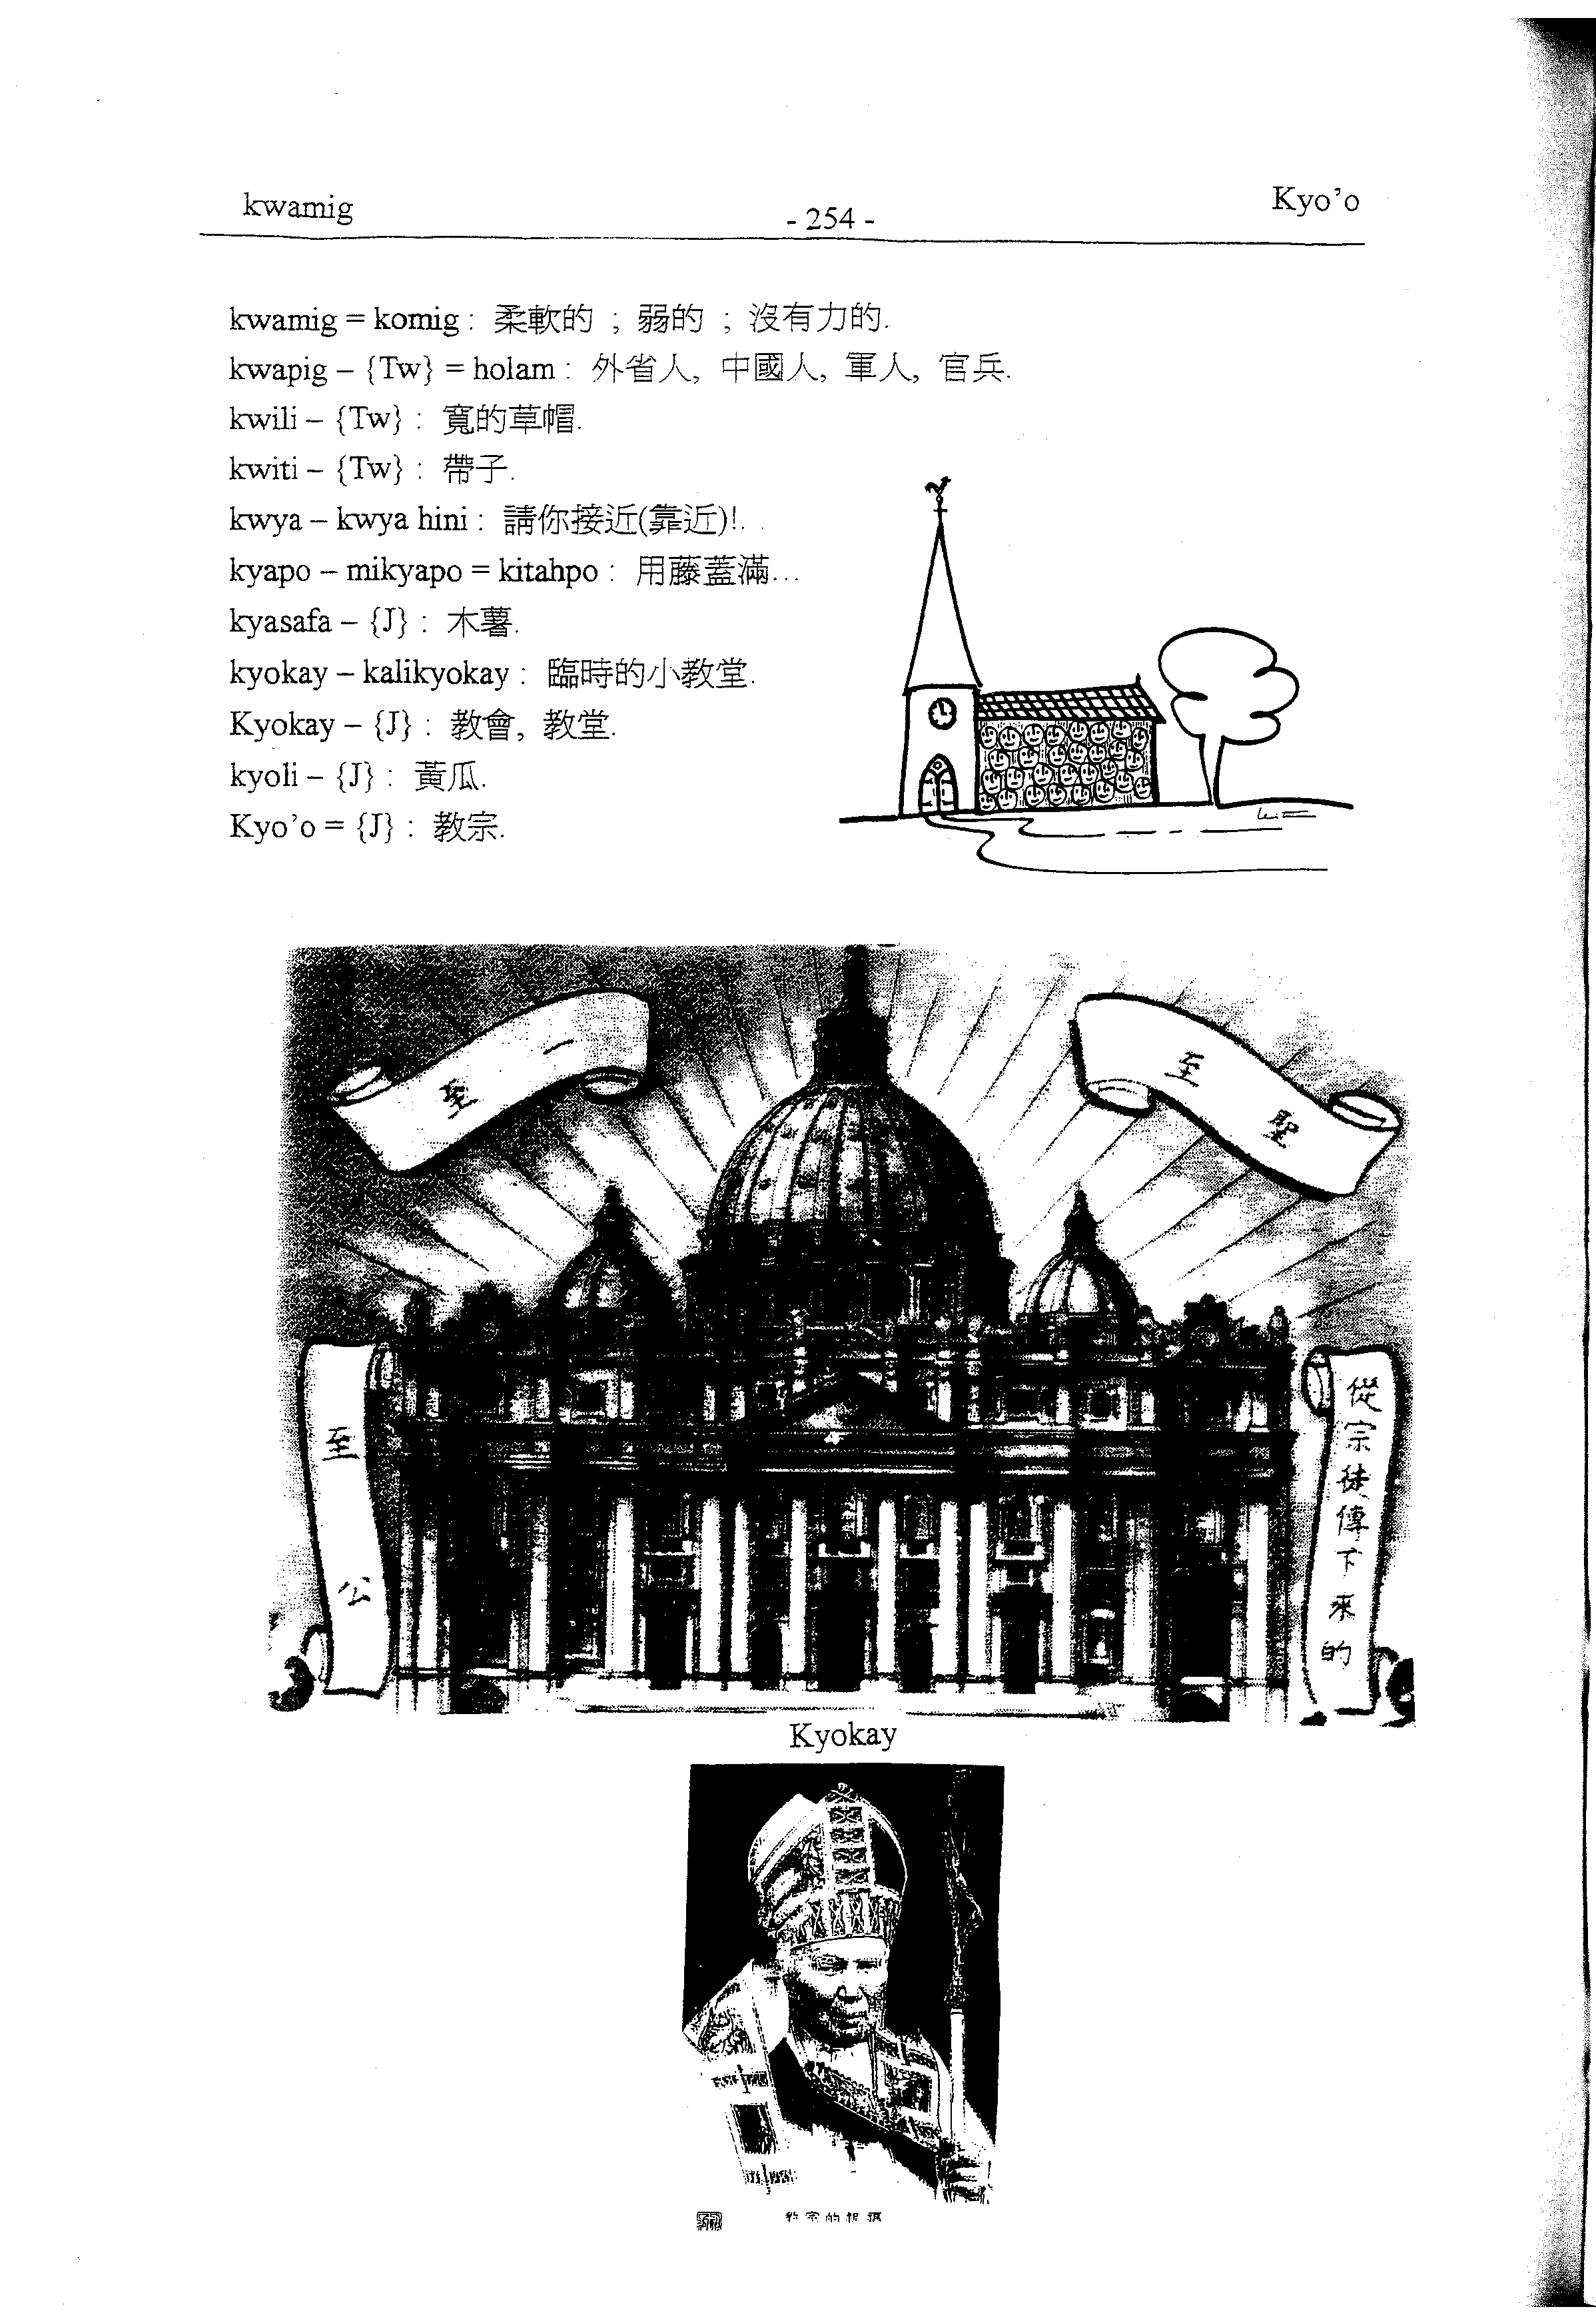 kwamig - 254 - Kyo’o
kwamig = komig : 柔軟的 ; 弱的 ; 沒有力的.
kwapig – {Tw} = holam : 外省人, 中國人, 軍人, 官兵.
kwili – {Tw} : 寬的草帽.
kwiti – {Tw} : 帶子.
kwya – kwya hini : 請你接近(靠近)!.
kyapo – mikyapo = kitahpo : 用藤蓋滿...
kyasafa – {J} : 木薯.
kyokay – kalikyokay : 臨時的小教堂.
Kyokay – {J} : 教會, 教堂.
kyoli – {J} : 黃瓜.
Kyo’o = {J} : 教宗.
至一
至聖
至公
從宗徒傳下來的
Kyokay
教宗的祝福